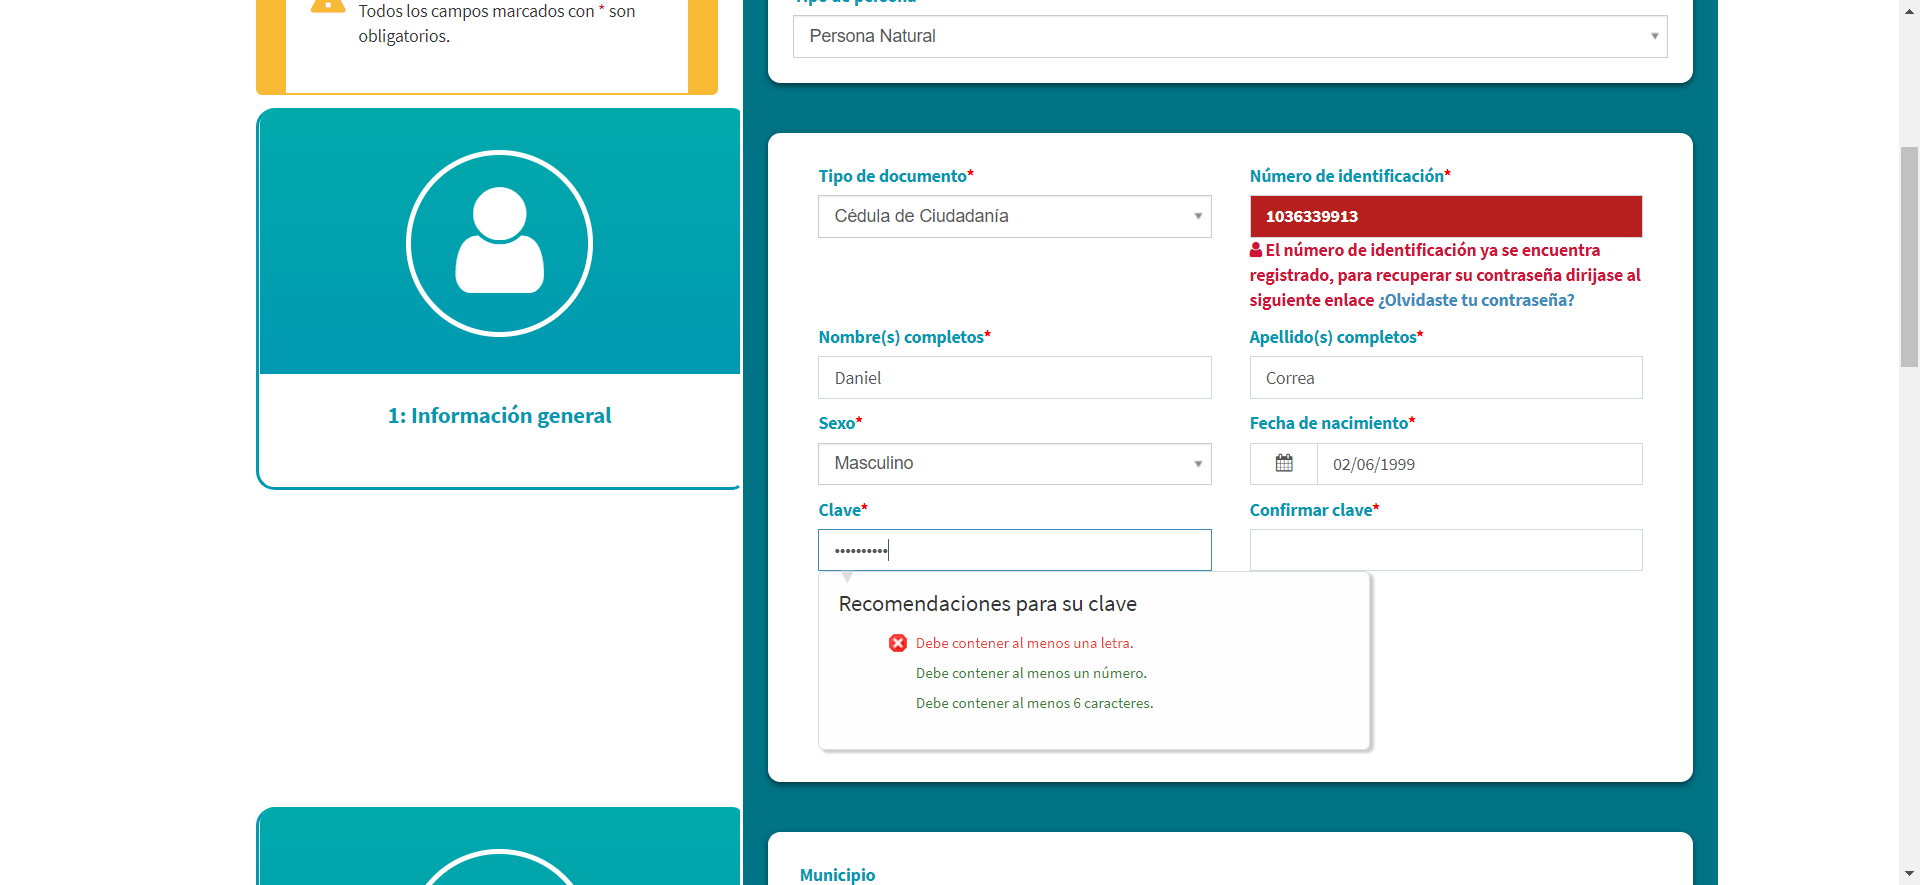 Todos los campos marcados con * son
obligatorios.
Persona Natural
1: Información general
Tipo de documento*
Cédula de Ciudadanía
Número de identificación*
1036339913
El número de identificación ya se encuentra
registrado, para recuperar su contraseña dirijase al
siguiente enlace ¿Olvidaste tu contraseña?
Nombre(s) completos*
Daniel
Apellido(s) completos*
Correa
Sexo*
Masculino
Fecha de nacimiento*
02/06/1999
Clave*
••••••••••
Confirmar clave*
Recomendaciones para su clave
Debe contener al menos una letra.
Debe contener al menos un número.
Debe contener al menos 6 caracteres.
Municipio